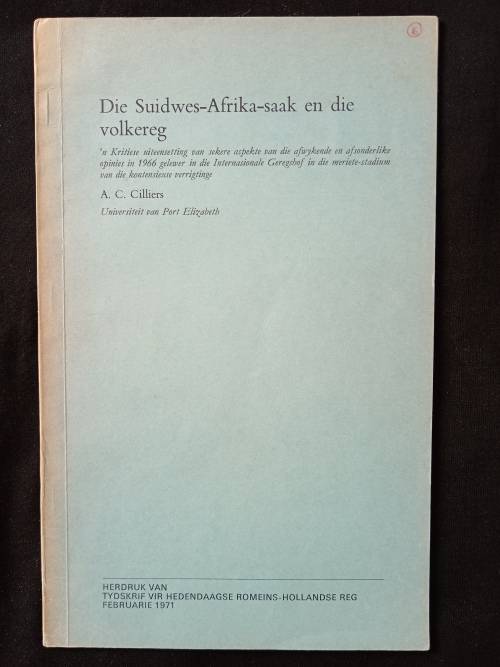 6
Die Suidwes-Afrika-saak en die
volkereg
'n Kritiese uiteensetting van sekere aspekte van die afwykende en afsonderlike
opinies in 1966 gelewer in die Internasionale Geregshof in die meriete-stadium
van die kontensieuse verrigtinge
A. C. Cilliers
Universiteit van Port Elizabeth
HERDRUK VAN
TYDSKRIF VIR HEDENDAAGSE ROMEINS-HOLLANDSE REG
FEBRUARIE 1971